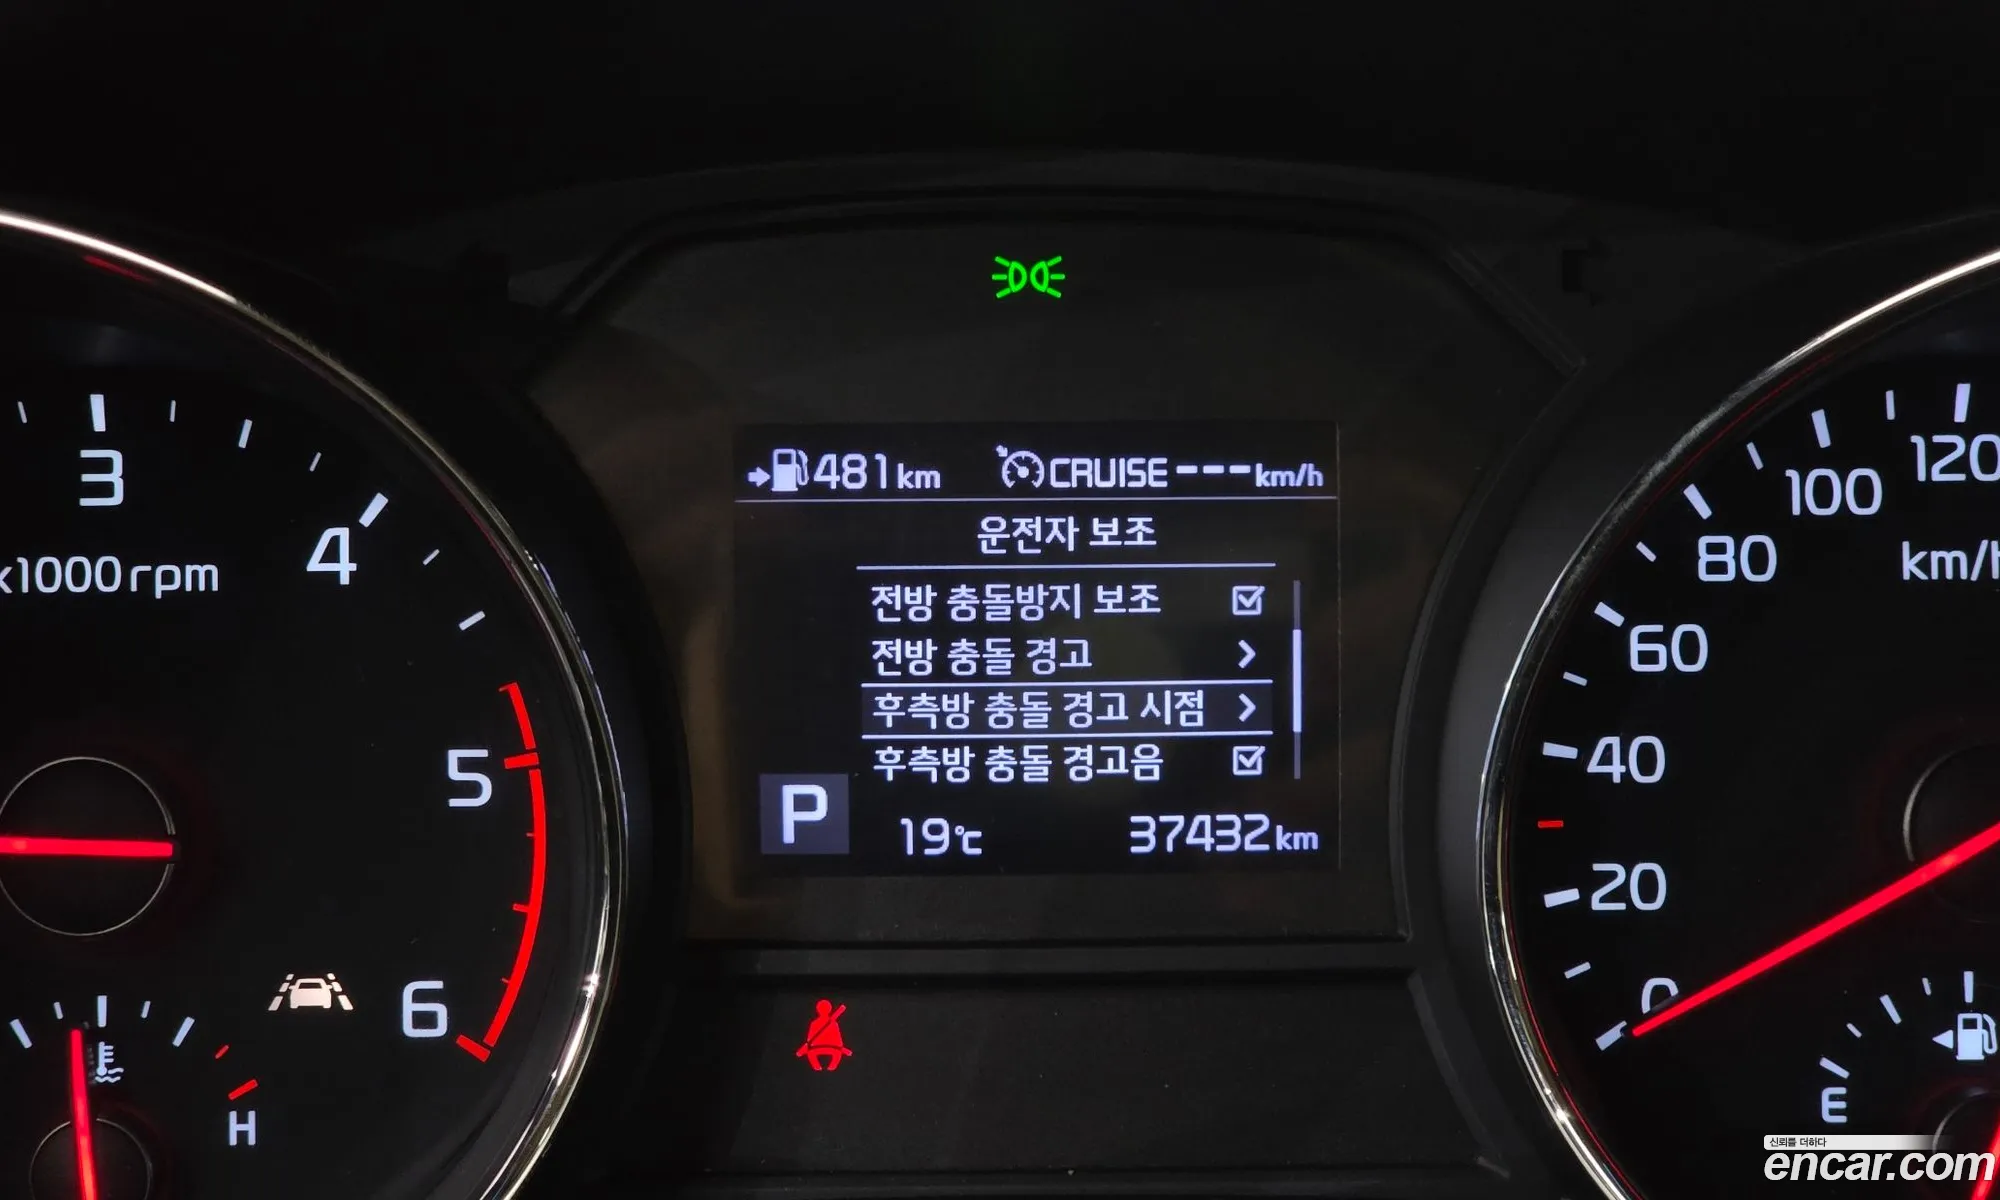 481km CRUISE ---km/h
운전자 보조
전방 충돌방지 보조
전방 충돌 경고
후측방 충돌 경고 시점
후측방 충돌 경고음
P 19℃ 37432km
3
4
x1000rpm
5
6
H
120
100
80
km/h
60
40
20
0
E
신뢰를 더하다
encar.com